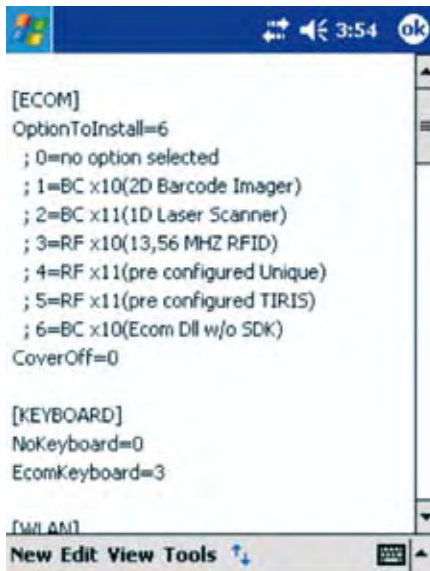 3:54 ok
[ECOM]
OptionToInstall=6
; 0=no option selected
; 1=BC x10(2D Barcode Imager)
; 2=BC x11(1D Laser Scanner)
; 3=RF x10(13,56 MHZ RFID)
; 4=RF x11(pre configured Unique)
; 5=RF x11(pre configured TIRIS)
; 6=BC x10(Ecom Dll w/o SDK)
CoverOff=0
[KEYBOARD]
NoKeyboard=0
EcomKeyboard=3
[WLAN]
New Edit View Tools